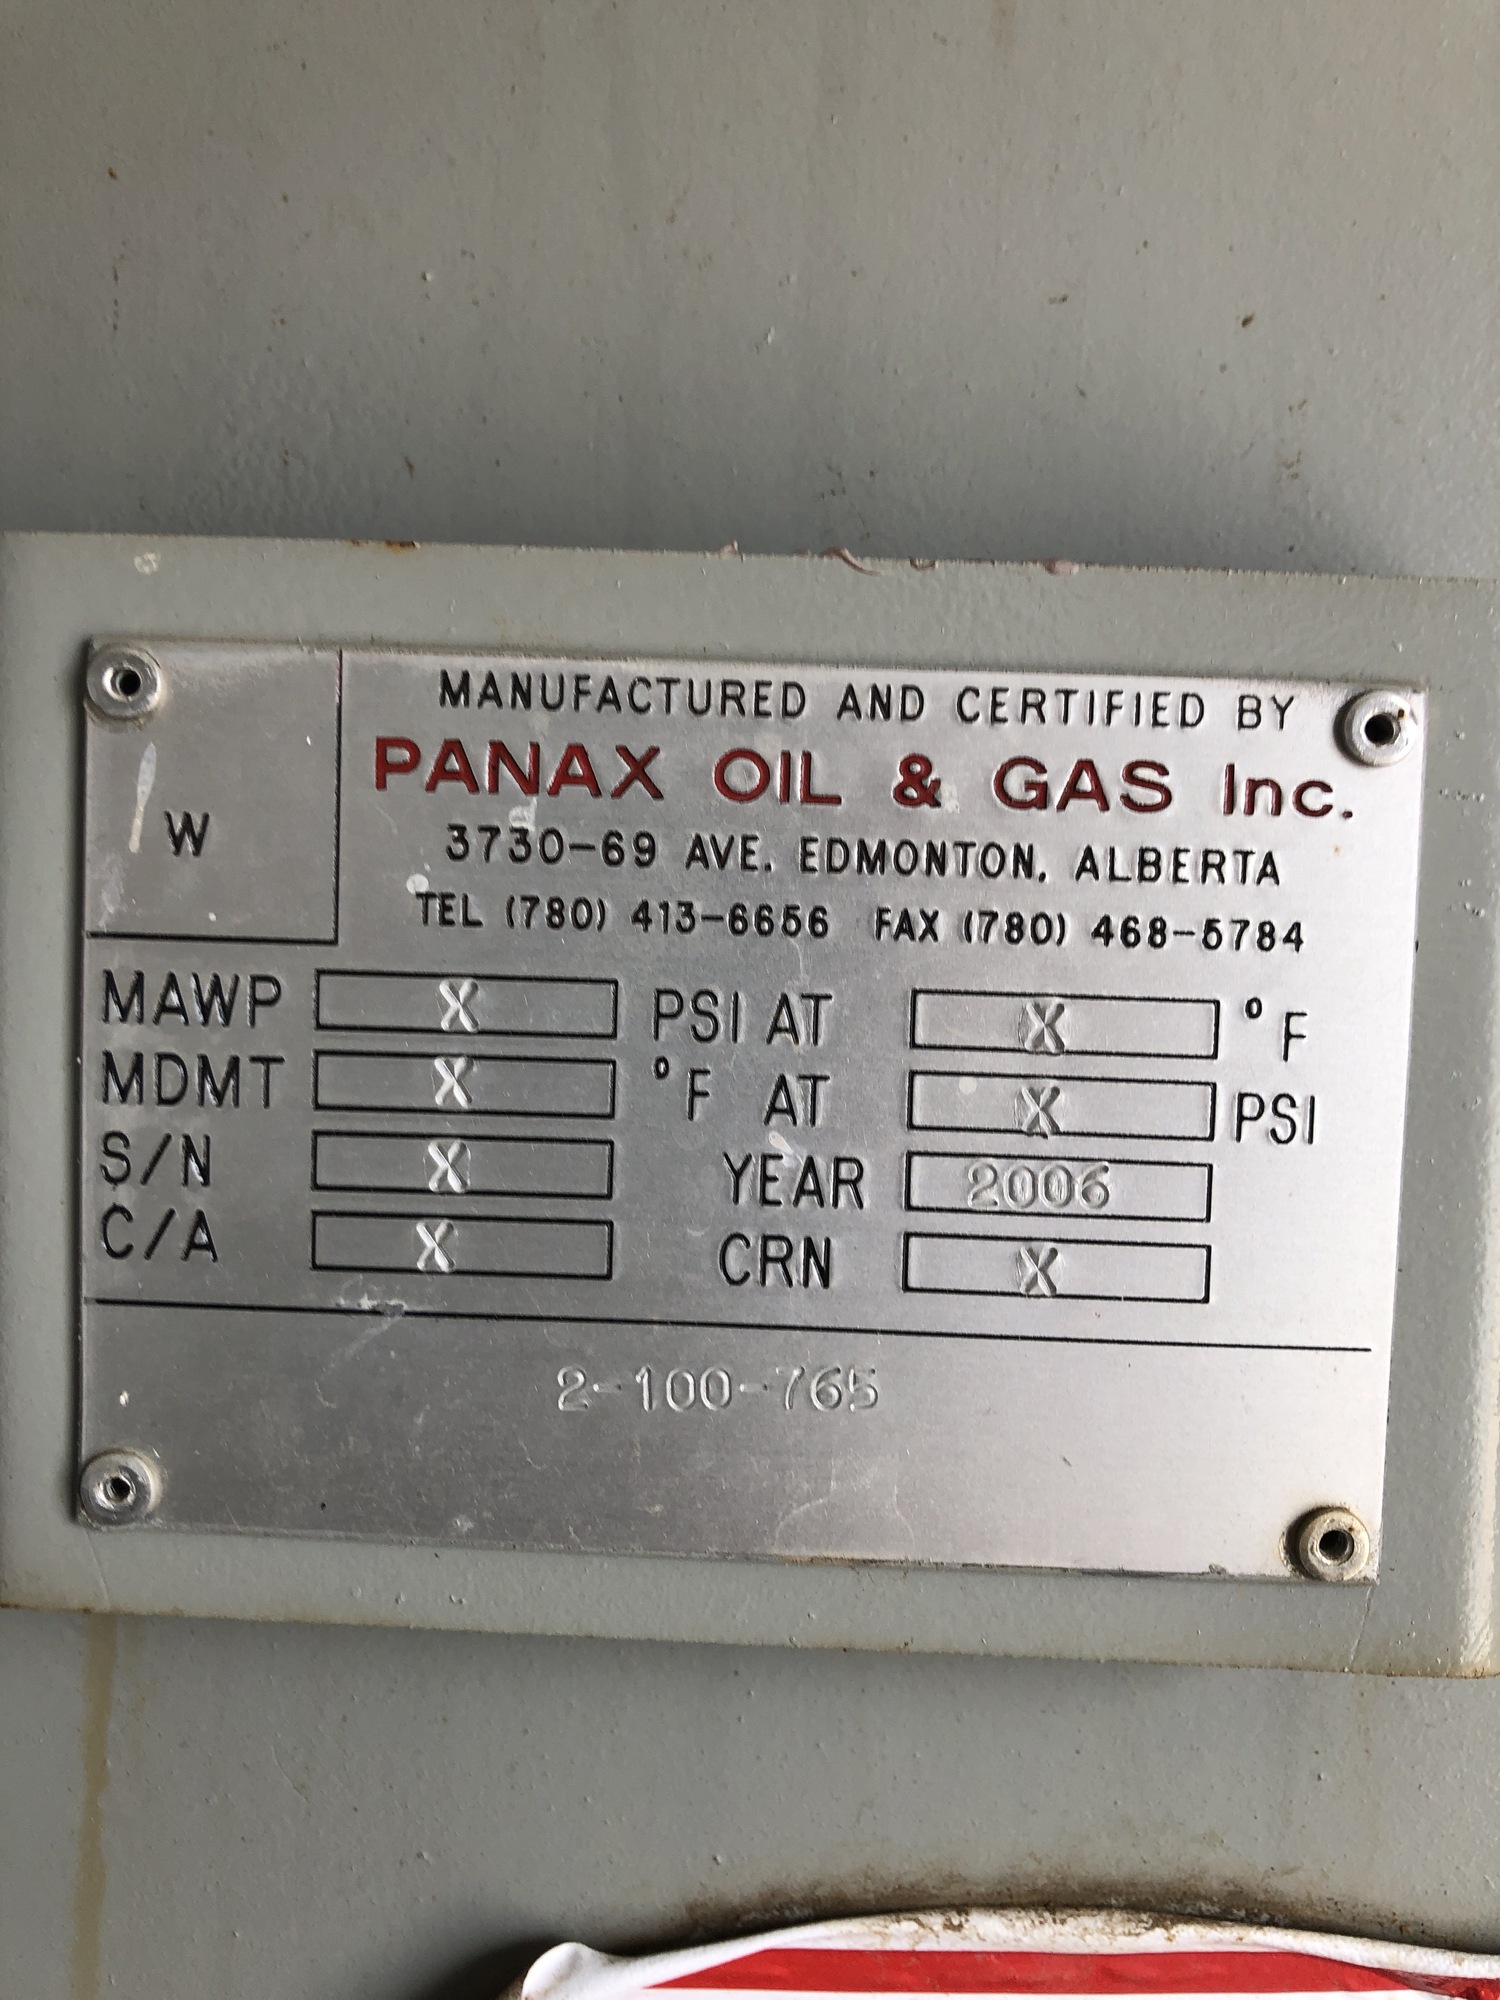 MANUFACTURED AND CERTIFIED BY
PANAX OIL & GAS Inc.
W
3730-69 AVE. EDMONTON, ALBERTA
TEL (780) 413-6656 FAX (780) 468-5784
MAWP X PSI AT X °F
MDMT X °F AT X PSI
S/N X YEAR 2006
C/A X CRN X
2-100-765